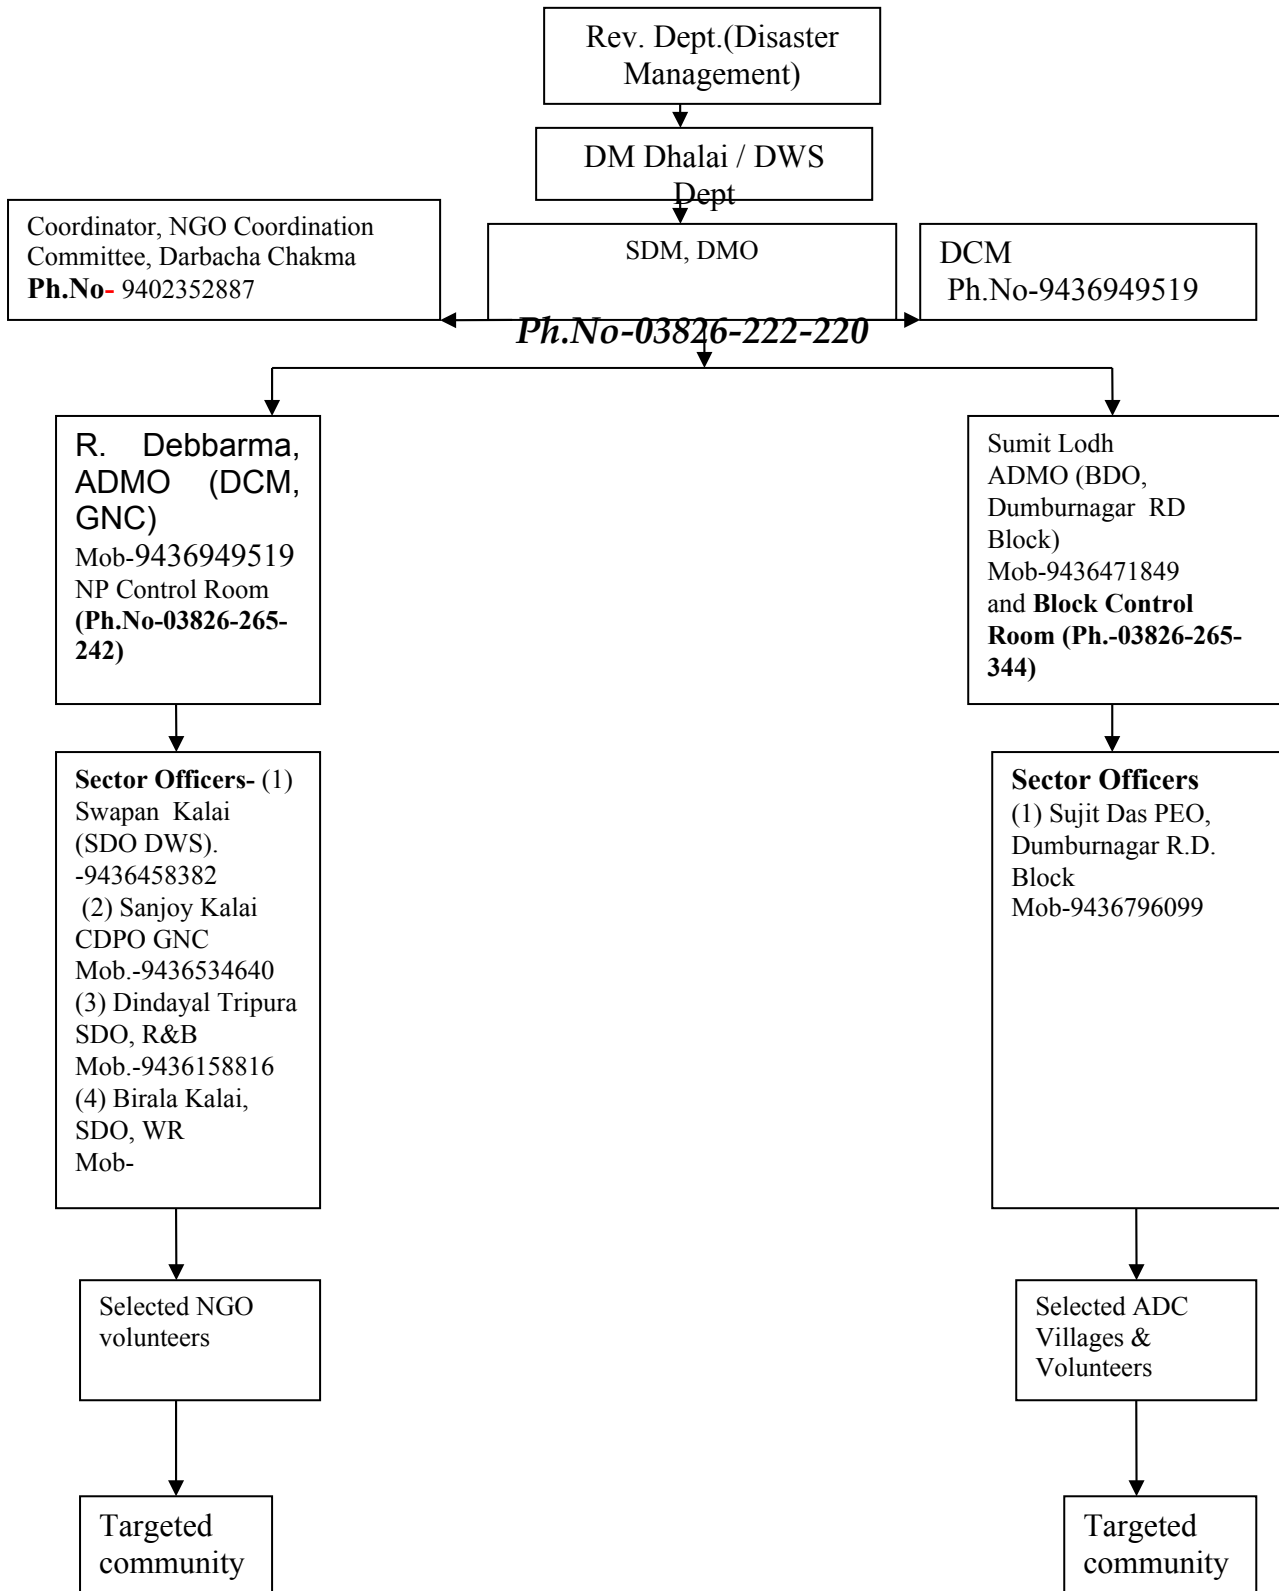 Rev. Dept.(Disaster
Management)
DM Dhalai / DWS
Dept
Coordinator, NGO Coordination
Committee, Darbacha Chakma
Ph.No- 9402352887
SDM, DMO
Ph.No-03826-222-220
DCM
Ph.No-9436949519
R. Debbarma,
ADMO (DCM,
GNC)
Mob-9436949519
NP Control Room
(Ph.No-03826-265-
242)
Sumit Lodh
ADMO (BDO,
Dumburnagar RD
Block)
Mob-9436471849
and Block Control
Room (Ph.-03826-265-
344)
Sector Officers- (1)
Swapan Kalai
(SDO DWS).
-9436458382
(2) Sanjoy Kalai
CDPO GNC
Mob.-9436534640
(3) Dindayal Tripura
SDO, R&B
Mob.-9436158816
(4) Birala Kalai,
SDO, WR
Mob-
Sector Officers
(1) Sujit Das PEO,
Dumburnagar R.D.
Block
Mob-9436796099
Selected NGO
volunteers
Selected ADC
Villages &
Volunteers
Targeted
community
Targeted
community